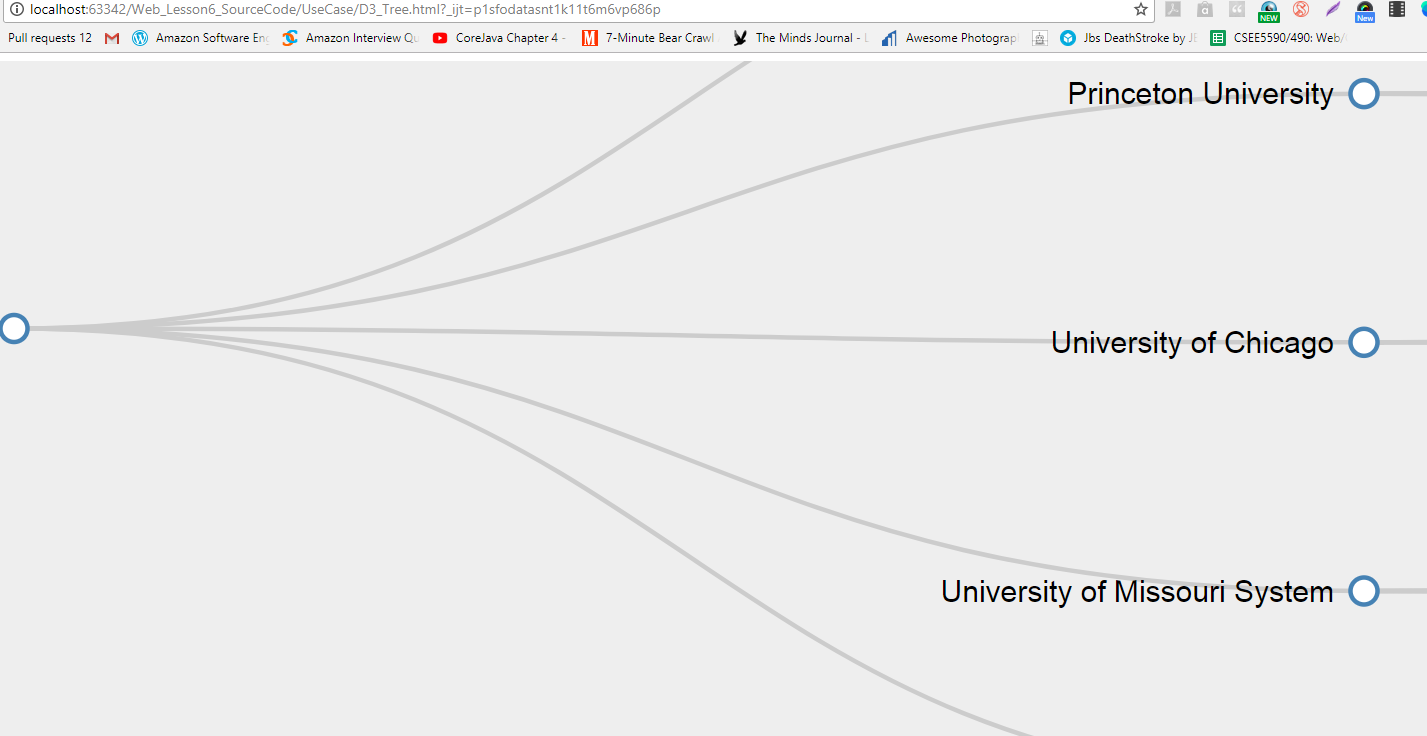 localhost:63342/Web_Lesson6_SourceCode/UseCase/D3_Tree.html?_ijt=p1sfodatasnt1k11t6m6vp686p
NEW New
Pull requests 12 Amazon Software Eng Amazon Interview Qu CoreJava Chapter 4 - 7-Minute Bear Crawl The Minds Journal - L Awesome Photograp Jbs DeathStroke by JE CSEE5590/490: Web/
Princeton University
University of Chicago
University of Missouri System